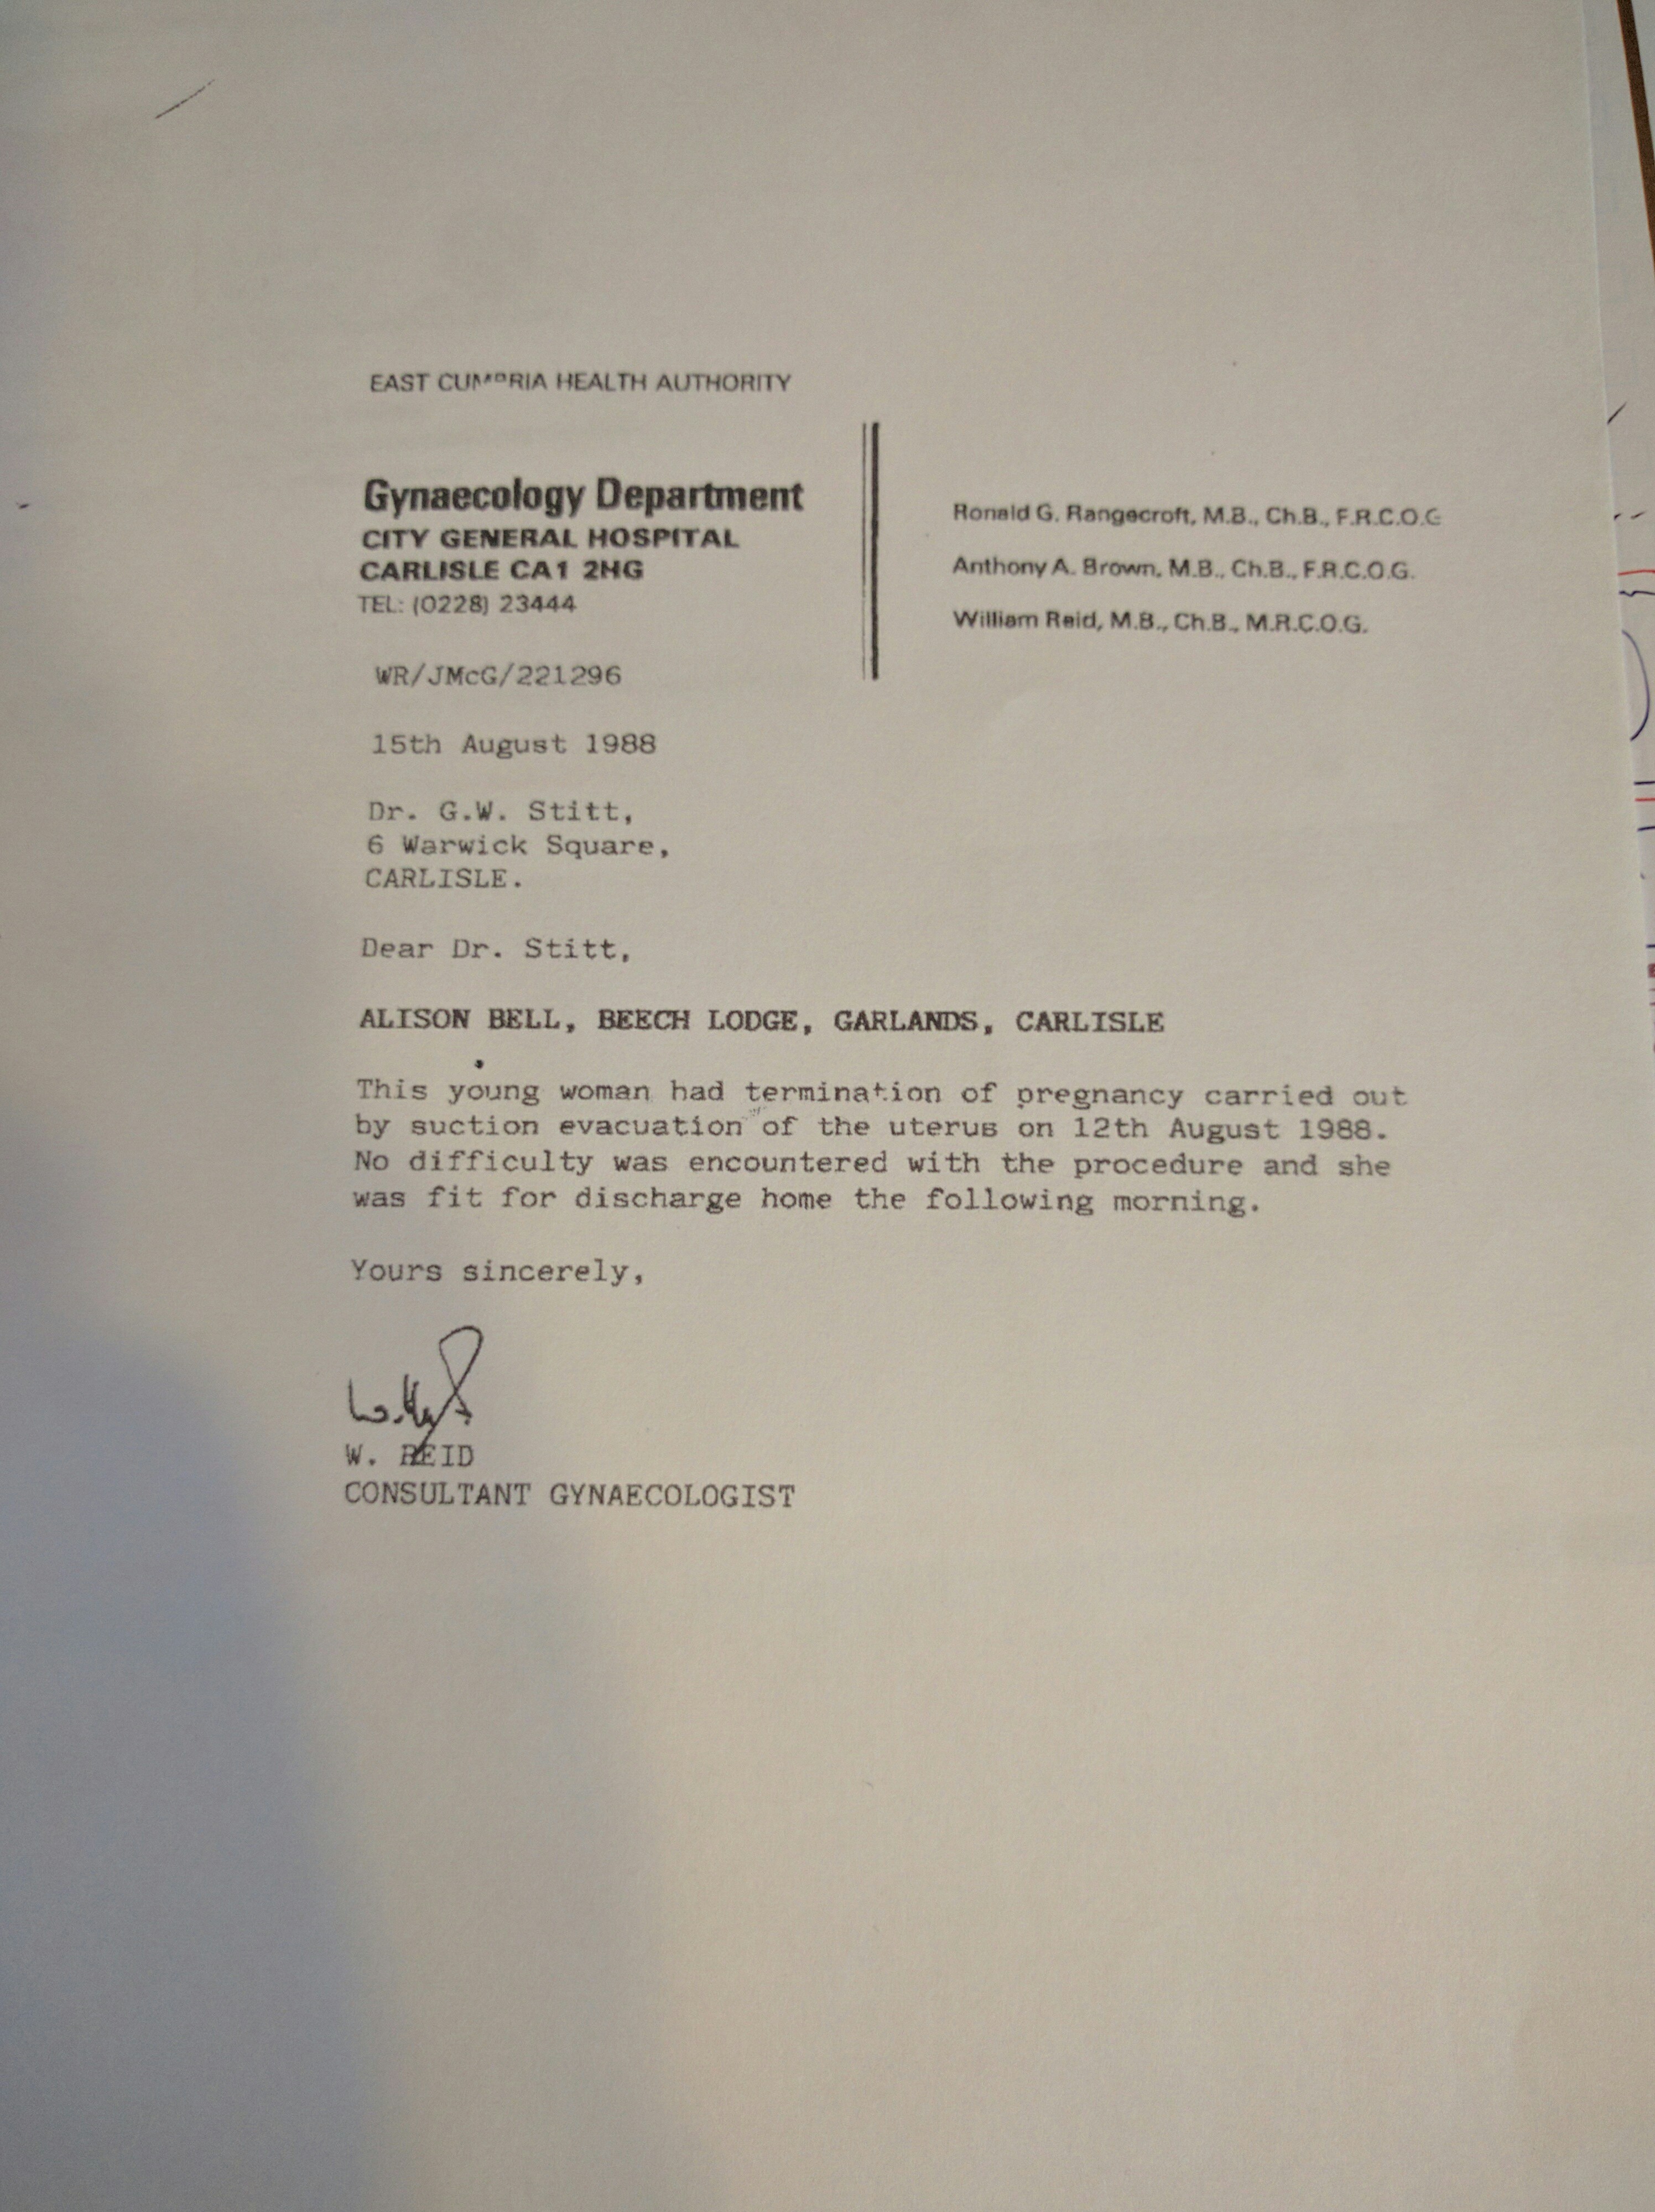 EAST CUMBRIA HEALTH AUTHORITY
Gynaecology Department
CITY GENERAL HOSPITAL
CARLISLE CA1 2HG
TEL: (0228) 23444
Ronald G. Rangecroft, M.B., Ch.B., F.R.C.O.G
Anthony A. Brown, M.B., Ch.B., F.R.C.O.G.
William Reid, M.B., Ch.B., M.R.C.O.G.
WR/JMcG/221296
15th August 1988
Dr. G.W. Stitt,
6 Warwick Square,
CARLISLE.
Dear Dr. Stitt,
ALISON BELL, BEECH LODGE, GARLANDS, CARLISLE
This young woman had termination of pregnancy carried out
by suction evacuation of the uterus on 12th August 1988.
No difficulty was encountered with the procedure and she
was fit for discharge home the following morning.
Yours sincerely,
W. REID
CONSULTANT GYNAECOLOGIST